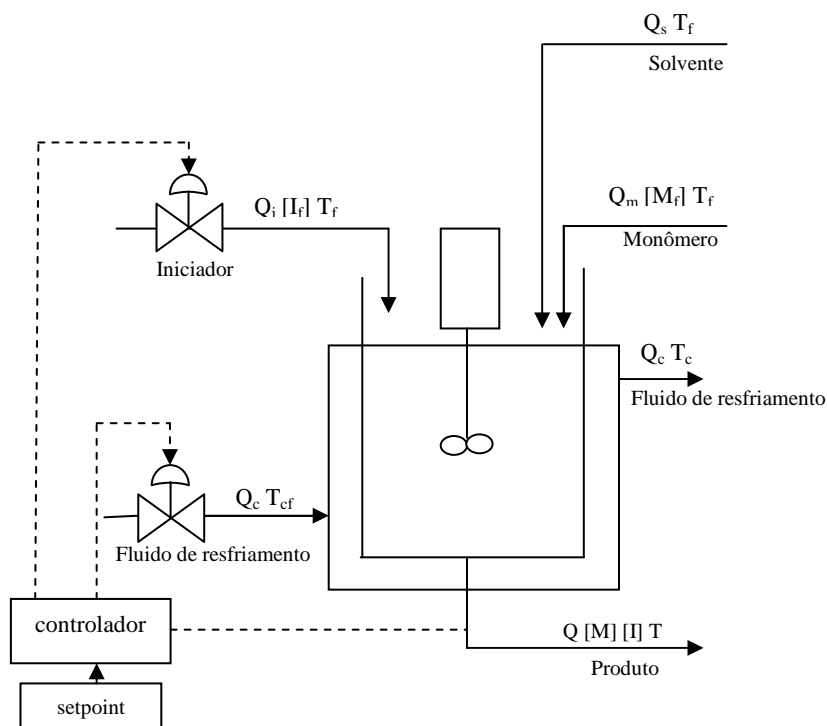 Qs Tf
Solvente
Qi [If] Tf
Iniciador
Qm [Mf] Tf
Monômero
Qc Tc
Fluido de resfriamento
Qc Tcf
Fluido de resfriamento
controlador
Q [M] [I] T
Produto
setpoint